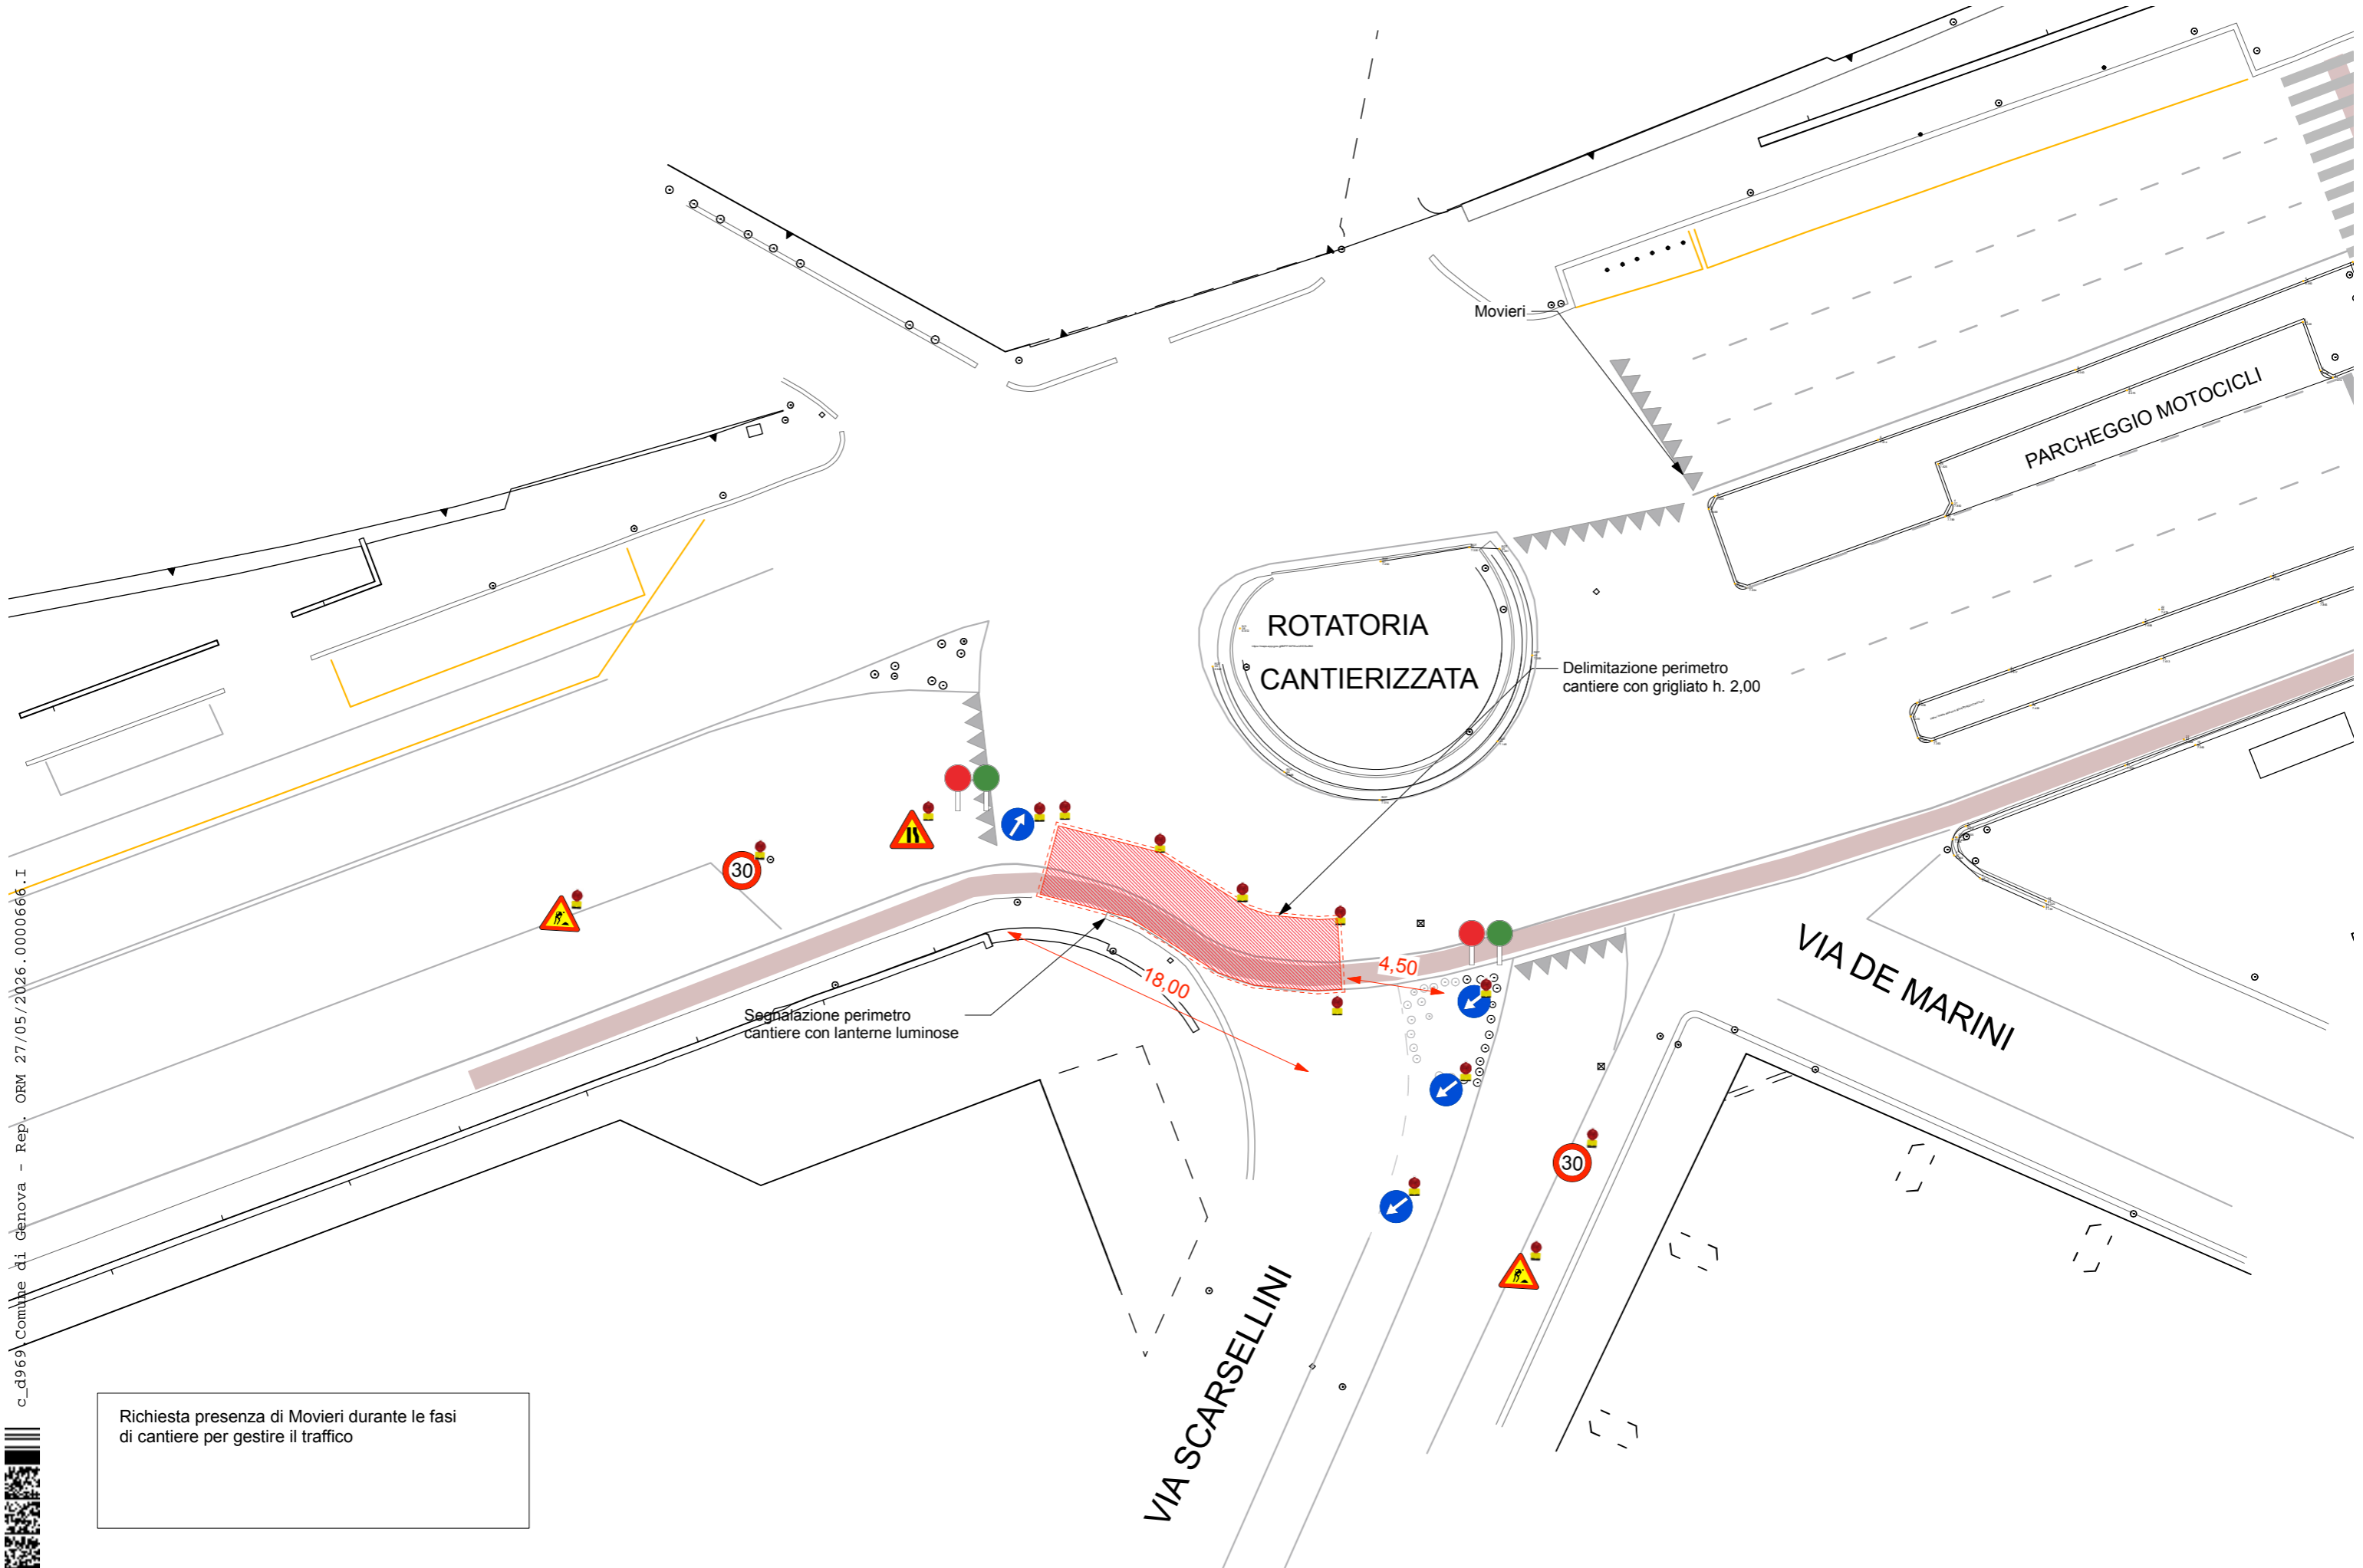 Movieri
PARCHEGGIO MOTOCICLI
ROTATORIA
CANTIERIZZATA
Delimitazione perimetro
cantiere con grigliato h. 2,00
30
4,50
18,00
VIA DE MARINI
Segnalazione perimetro
cantiere con lanterne luminose
30
VIA SCARSELLINI
Richiesta presenza di Movieri durante le fasi
di cantiere per gestire il traffico
c_d969.Comune di Genova - Rep. ORM 27/05/2026.0000666.I